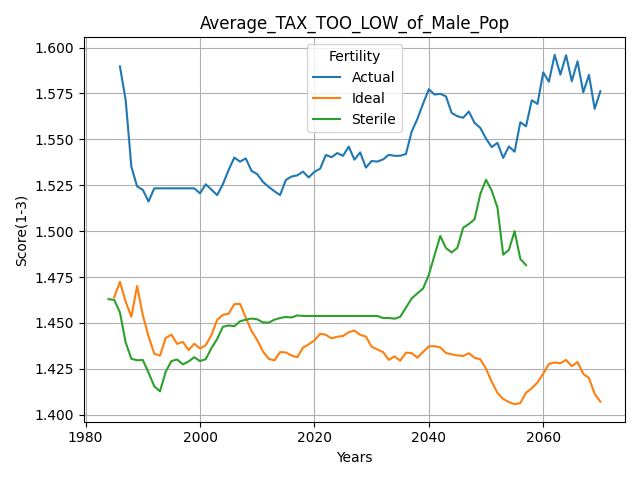 Average_TAX_TOO_LOW_of_Male_Pop
Fertility
Actual
Ideal
Sterile
Score(1-3)
1.600
1.575
1.550
1.525
1.500
1.475
1.450
1.425
1.400
1980 2000 2020 2040 2060
Years